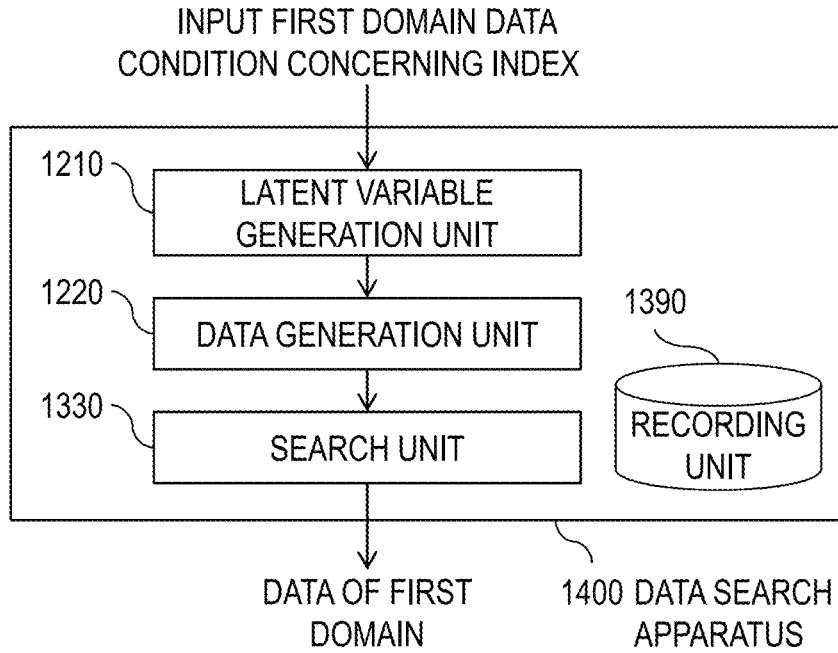 INPUT FIRST DOMAIN DATA
CONDITION CONCERNING INDEX
1210
LATENT VARIABLE
GENERATION UNIT
1220
DATA GENERATION UNIT
1390
1330
SEARCH UNIT
RECORDING
UNIT
DATA OF FIRST
DOMAIN
1400 DATA SEARCH
APPARATUS